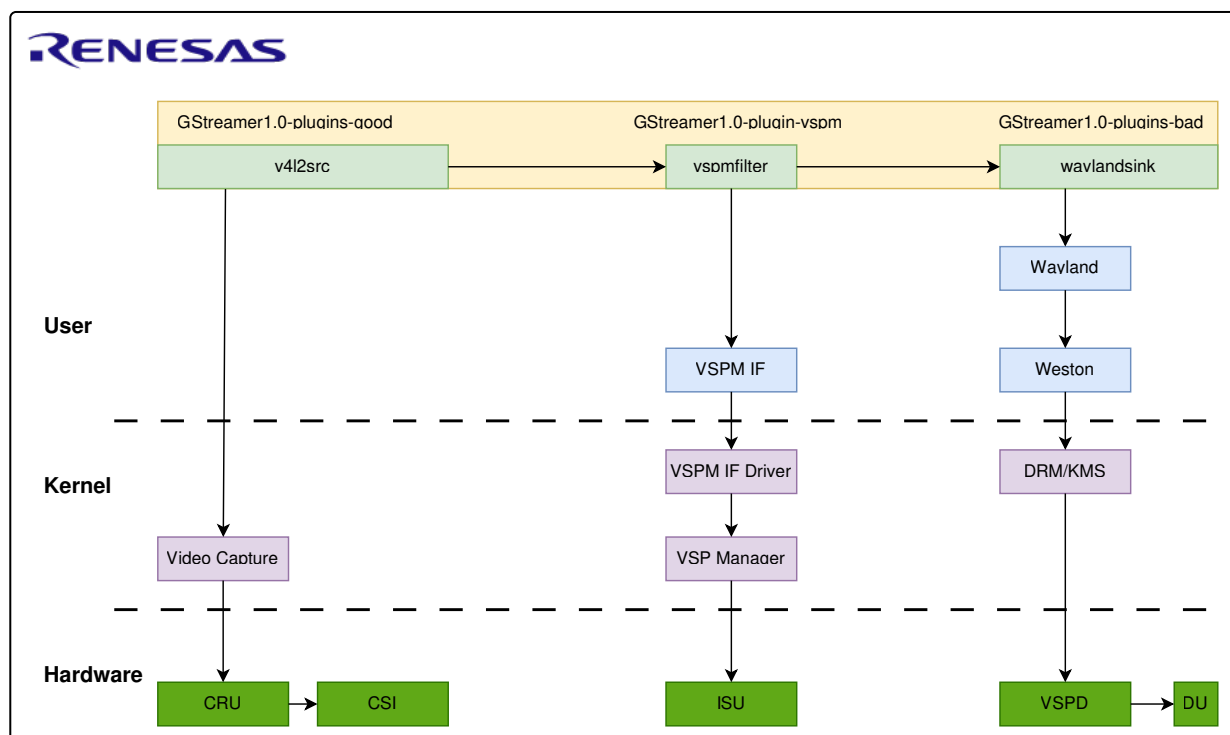 RENESAS
GStreamer1.0-plugins-good
GStreamer1.0-plugin-vspm
GStreamer1.0-plugins-bad
v4l2src
vspmfilter
waylandsink
Wayland
User
VSPM IF
Weston
Kernel
VSPM IF Driver
DRM/KMS
Video Capture
VSP Manager
Hardware
CRU
CSI
ISU
VSPD
DU